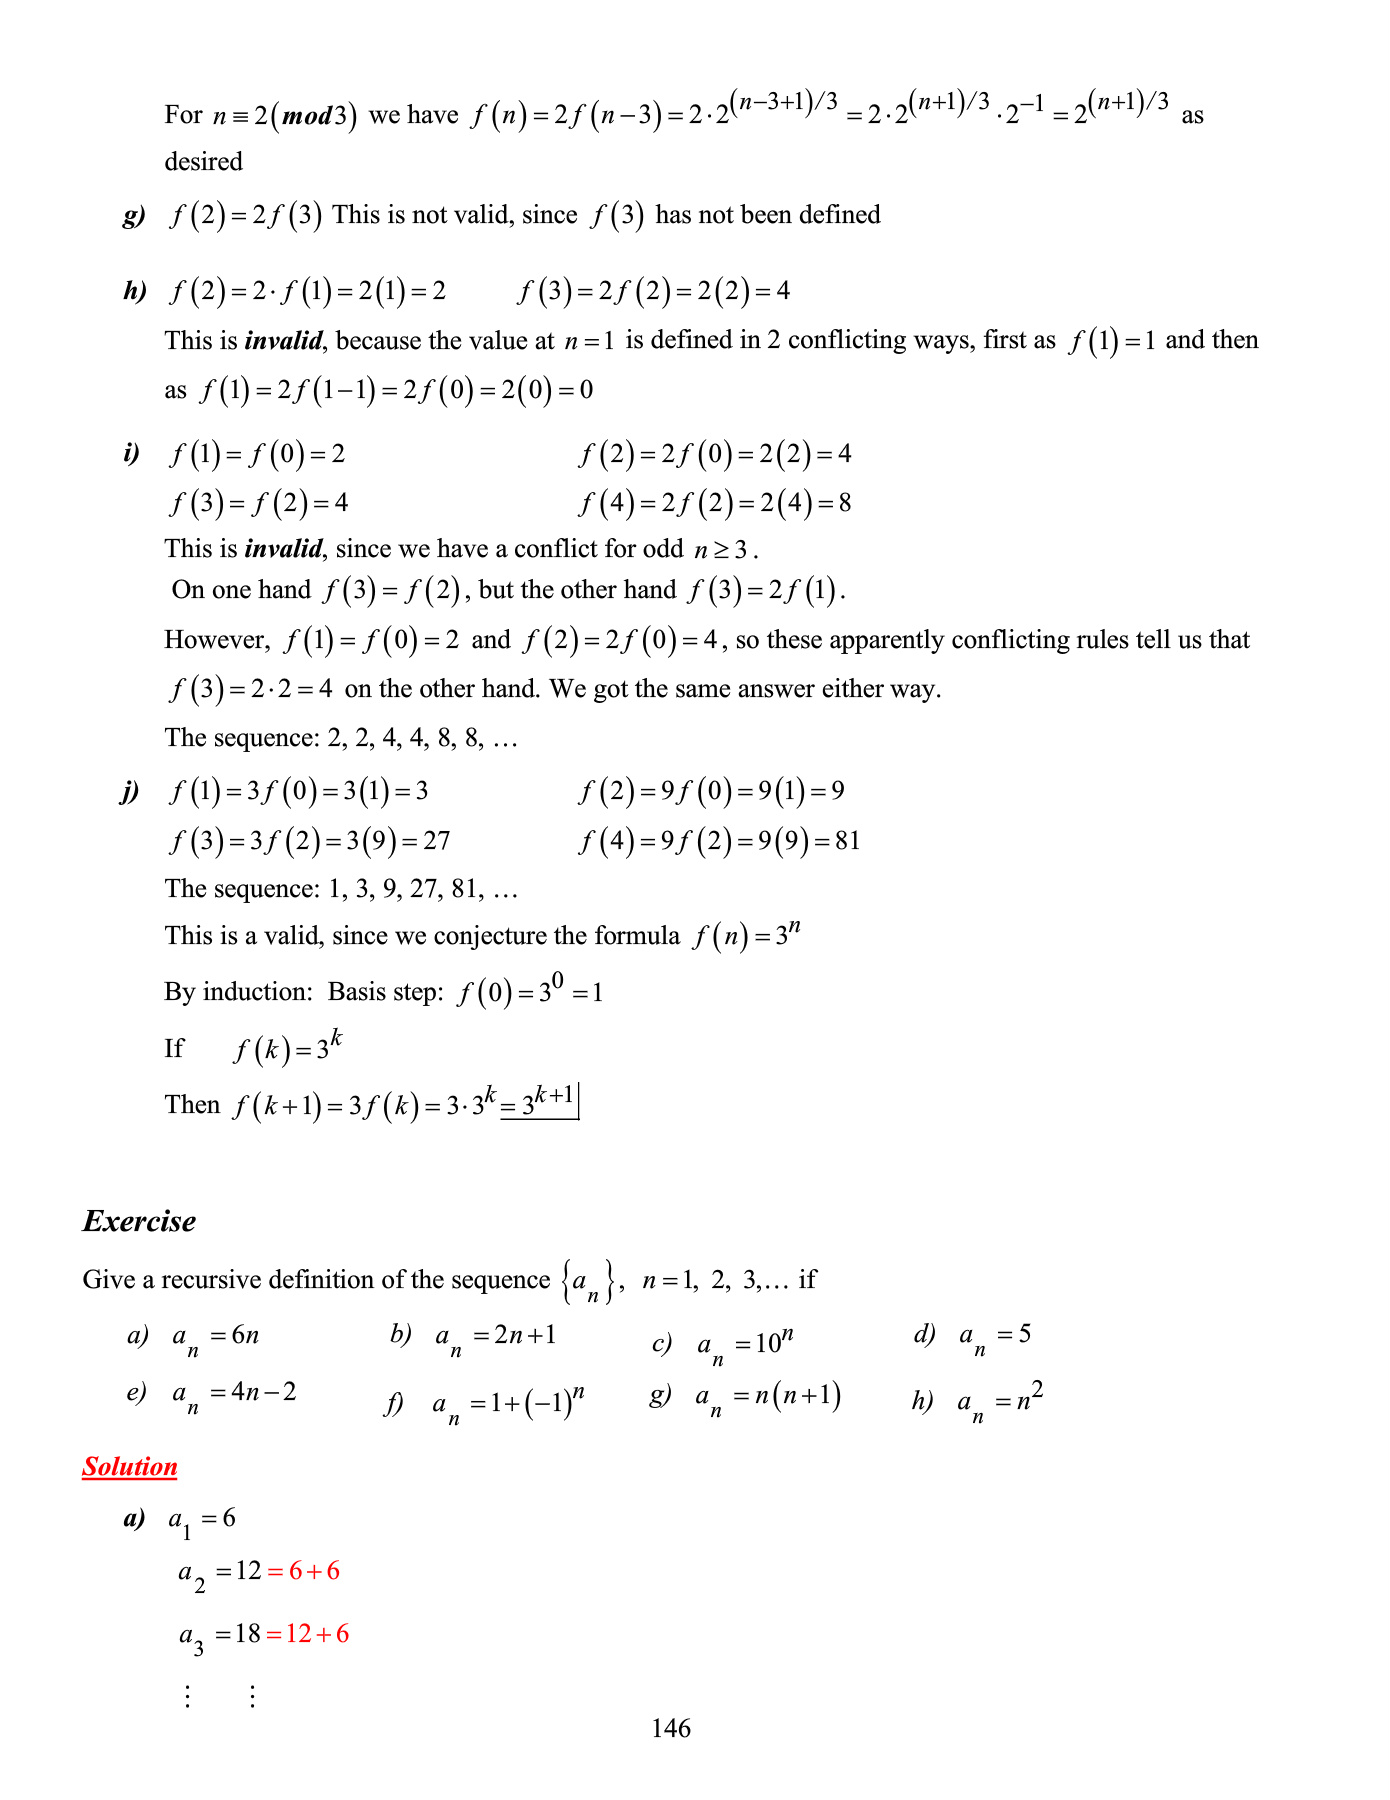 For n ≡ 2(mod3) we have f(n) = 2f(n−3) = 2·2^((n−3+1)/3) = 2·2^((n+1)/3)·2^(−1) = 2^((n+1)/3) as
desired
g) f(2) = 2f(3) This is not valid, since f(3) has not been defined
h) f(2) = 2·f(1) = 2(1) = 2 f(3) = 2f(2) = 2(2) = 4
This is invalid, because the value at n = 1 is defined in 2 conflicting ways, first as f(1) = 1 and then
as f(1) = 2f(1−1) = 2f(0) = 2(0) = 0
i) f(1) = f(0) = 2 f(2) = 2f(0) = 2(2) = 4
f(3) = f(2) = 4 f(4) = 2f(2) = 2(4) = 8
This is invalid, since we have a conflict for odd n ≥ 3.
On one hand f(3) = f(2), but the other hand f(3) = 2f(1).
However, f(1) = f(0) = 2 and f(2) = 2f(0) = 4, so these apparently conflicting rules tell us that
f(3) = 2·2 = 4 on the other hand. We got the same answer either way.
The sequence: 2, 2, 4, 4, 8, 8, …
j) f(1) = 3f(0) = 3(1) = 3 f(2) = 9f(0) = 9(1) = 9
f(3) = 3f(2) = 3(9) = 27 f(4) = 9f(2) = 9(9) = 81
The sequence: 1, 3, 9, 27, 81, …
This is a valid, since we conjecture the formula f(n) = 3^n
By induction: Basis step: f(0) = 3^0 = 1
If f(k) = 3^k
Then f(k+1) = 3f(k) = 3·3^k = 3^(k+1)
Exercise
Give a recursive definition of the sequence {a_n}, n = 1, 2, 3,… if
a) a_n = 6n b) a_n = 2n+1 c) a_n = 10^n d) a_n = 5
e) a_n = 4n−2 f) a_n = 1+(−1)^n g) a_n = n(n+1) h) a_n = n^2
Solution
a) a_1 = 6
a_2 = 12 = 6+6
a_3 = 18 = 12+6
⋮ ⋮
146